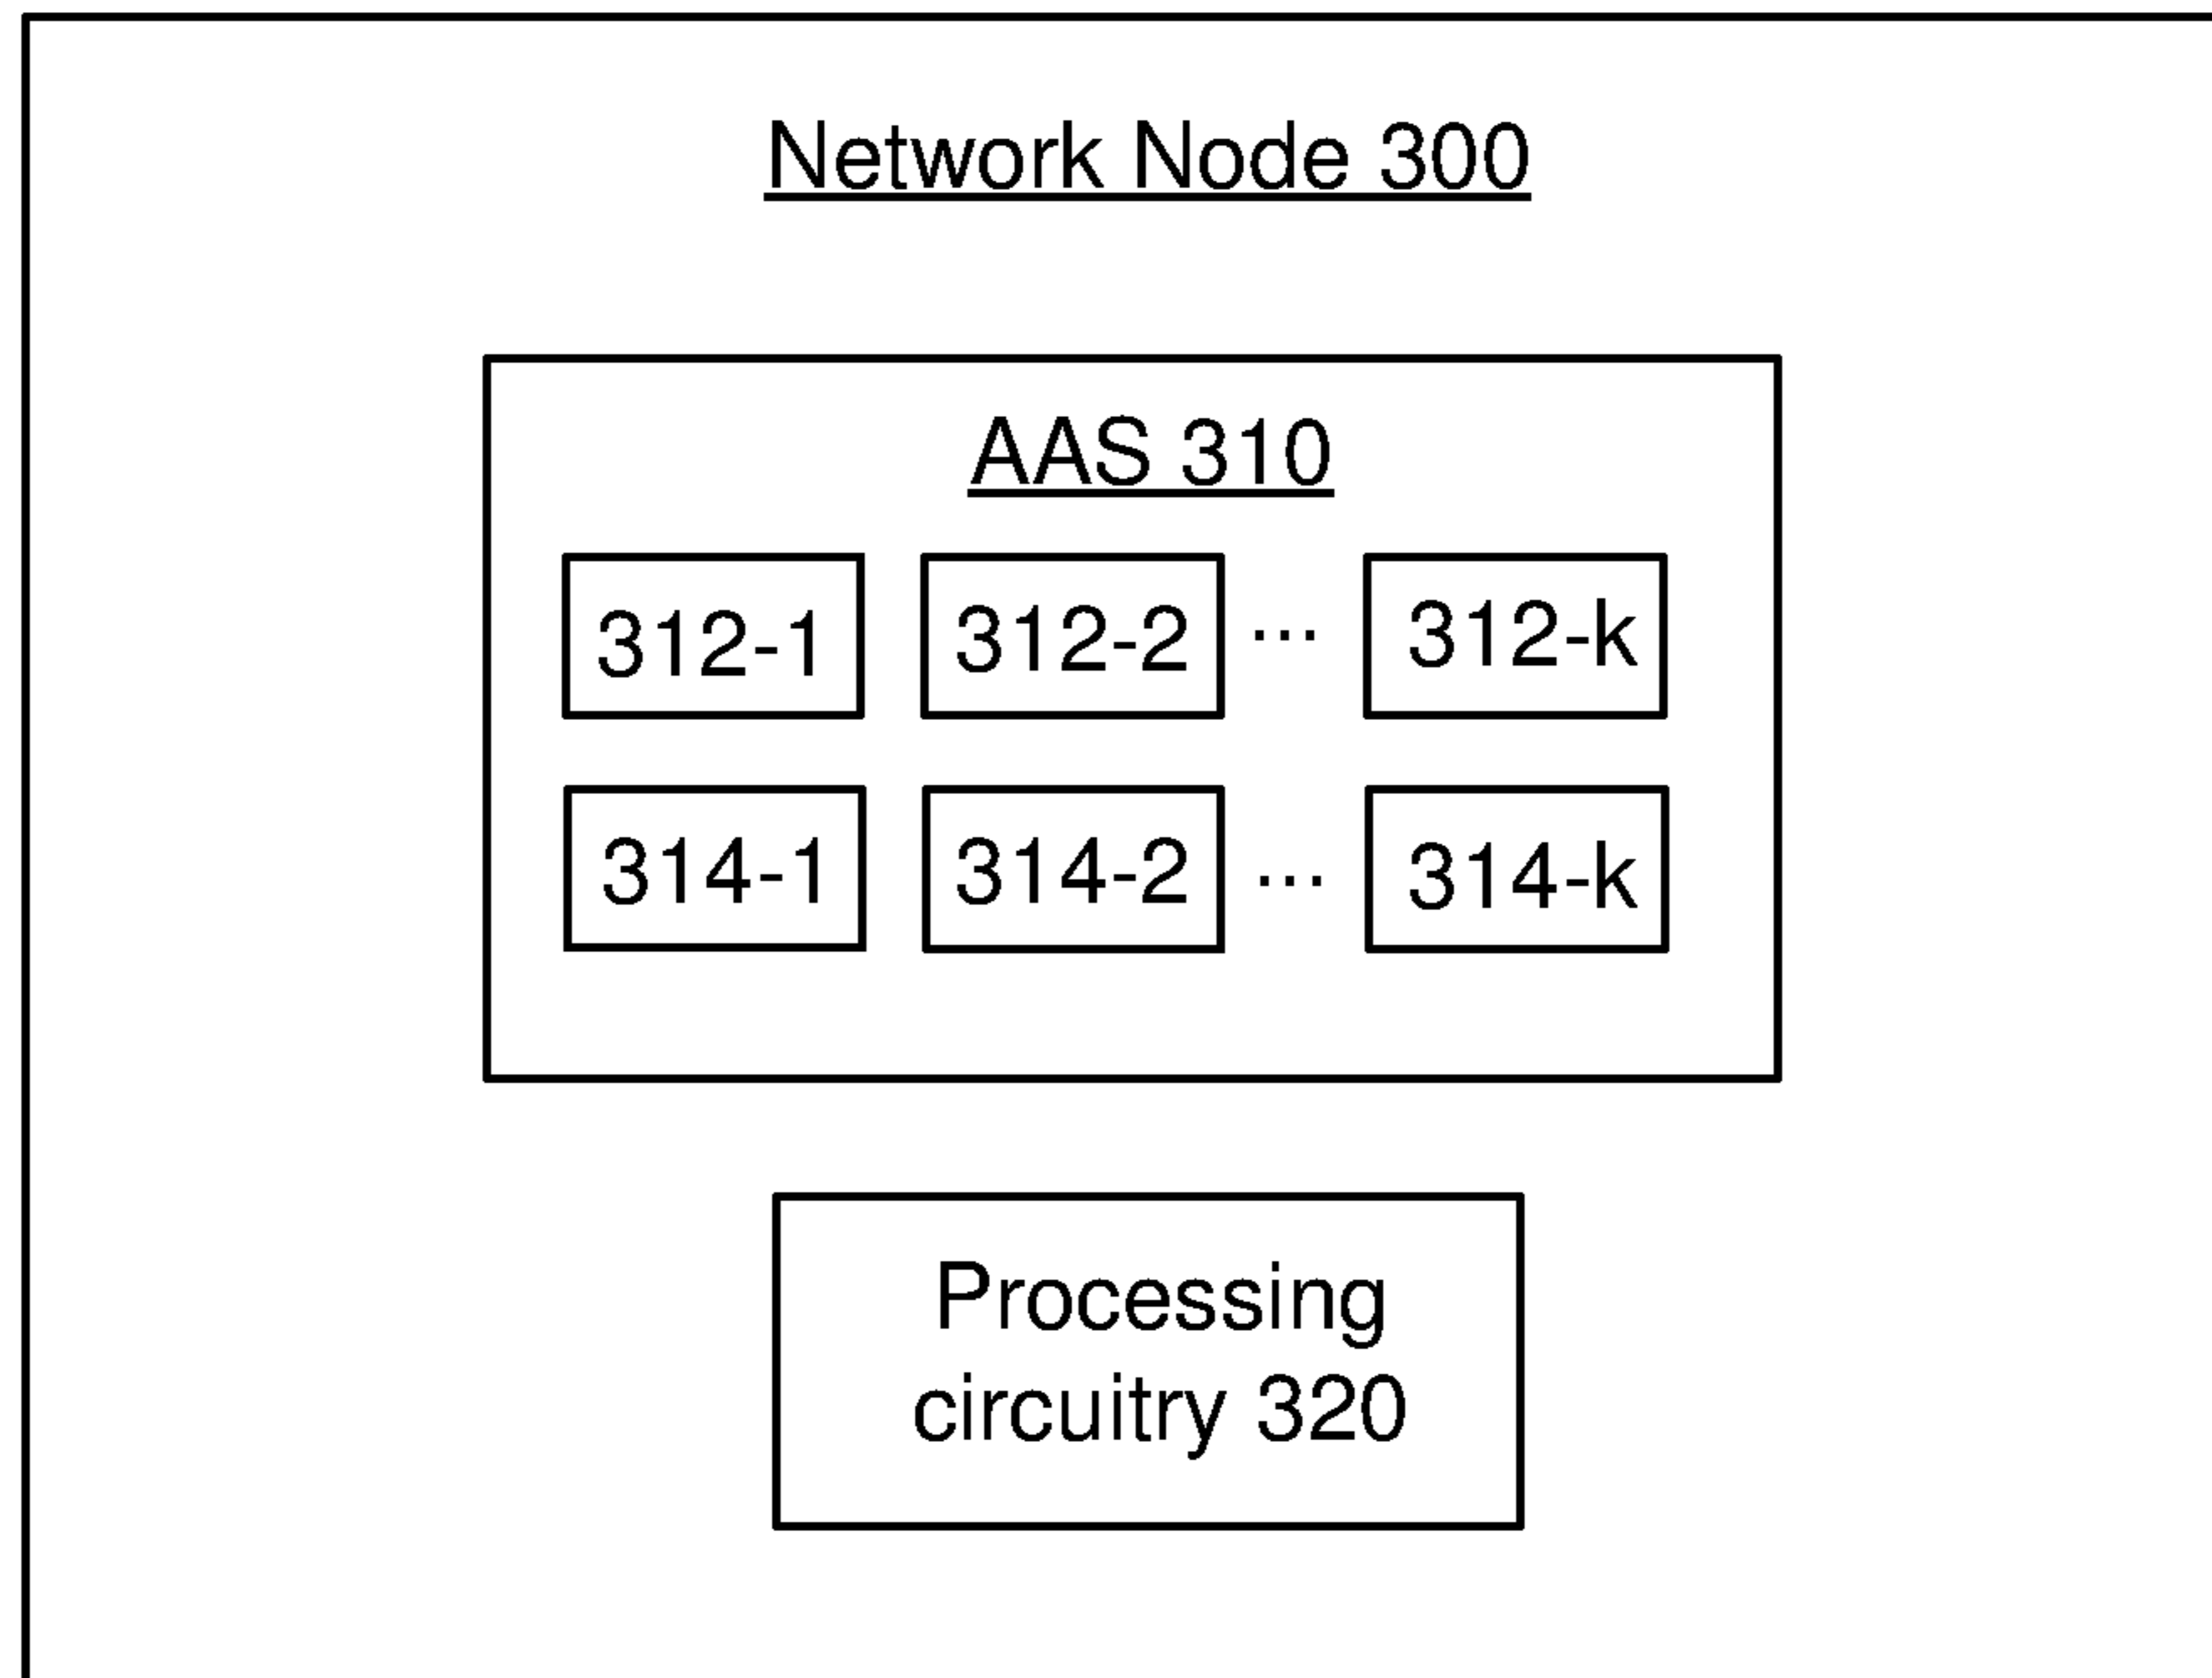 Network Node 300
AAS 310
312-1 312-2 ... 312-k
314-1 314-2 ... 314-k
Processing
circuitry 320